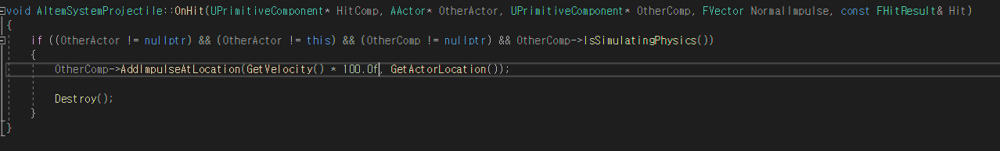 void AItemSystemProjectile::OnHit(UPrimitiveComponent* HitComp, AActor* OtherActor, UPrimitiveComponent* OtherComp, FVector NormalImpulse, const FHitResult& Hit)
{
if ((OtherActor != nullptr) && (OtherActor != this) && (OtherComp != nullptr) && OtherComp->IsSimulatingPhysics())
{
OtherComp->AddImpulseAtLocation(GetVelocity() * 100.0f, GetActorLocation());
Destroy();
}
}